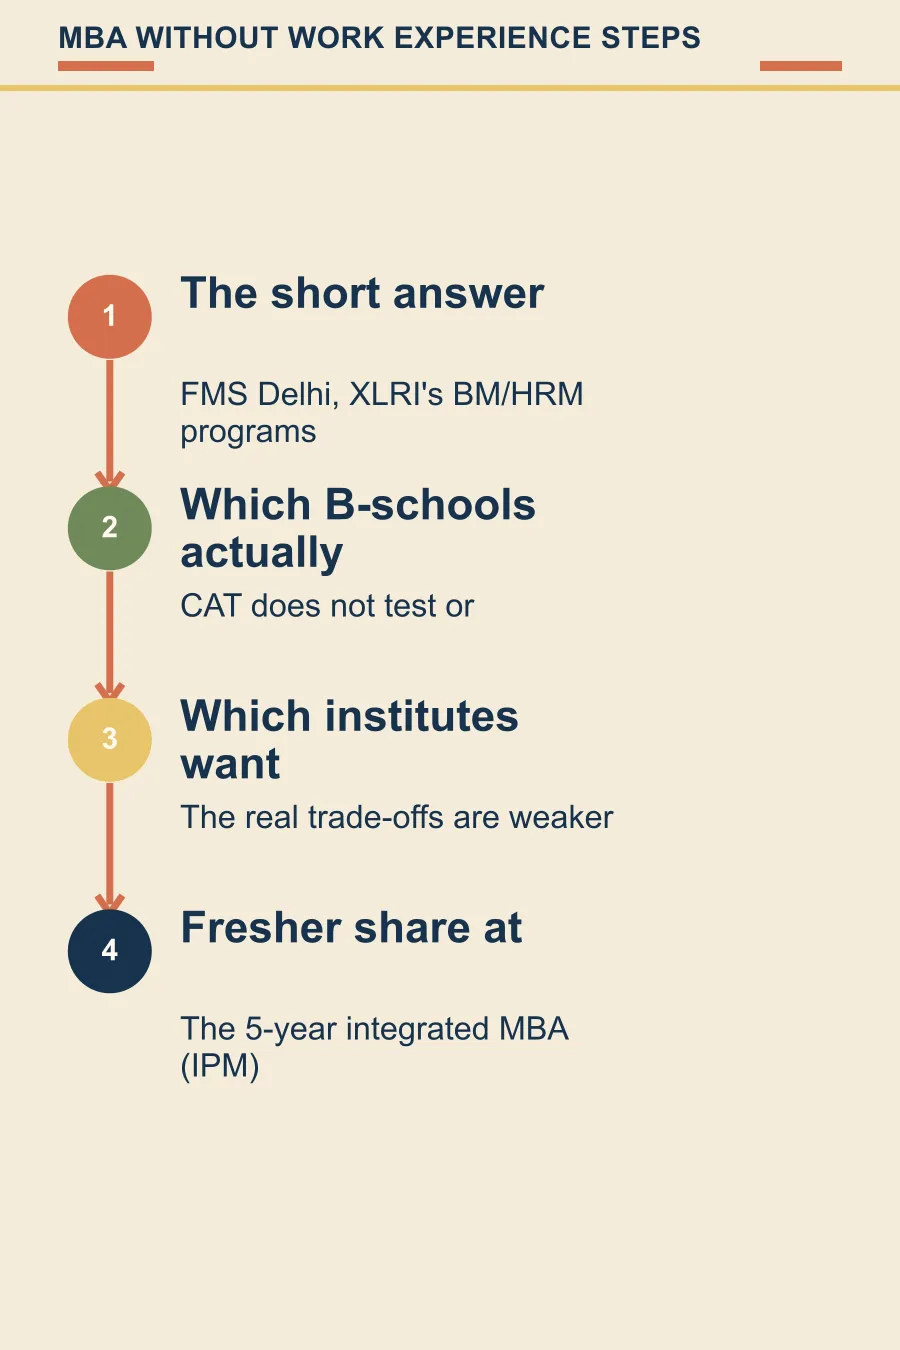 MBA WITHOUT WORK EXPERIENCE STEPS
1
The short answer
FMS Delhi, XLRI's BM/HRM
programs
2
Which B-schools
actually
CAT does not test or
3
Which institutes
want
The real trade-offs are weaker
4
Fresher share at
The 5-year integrated MBA
(IPM)